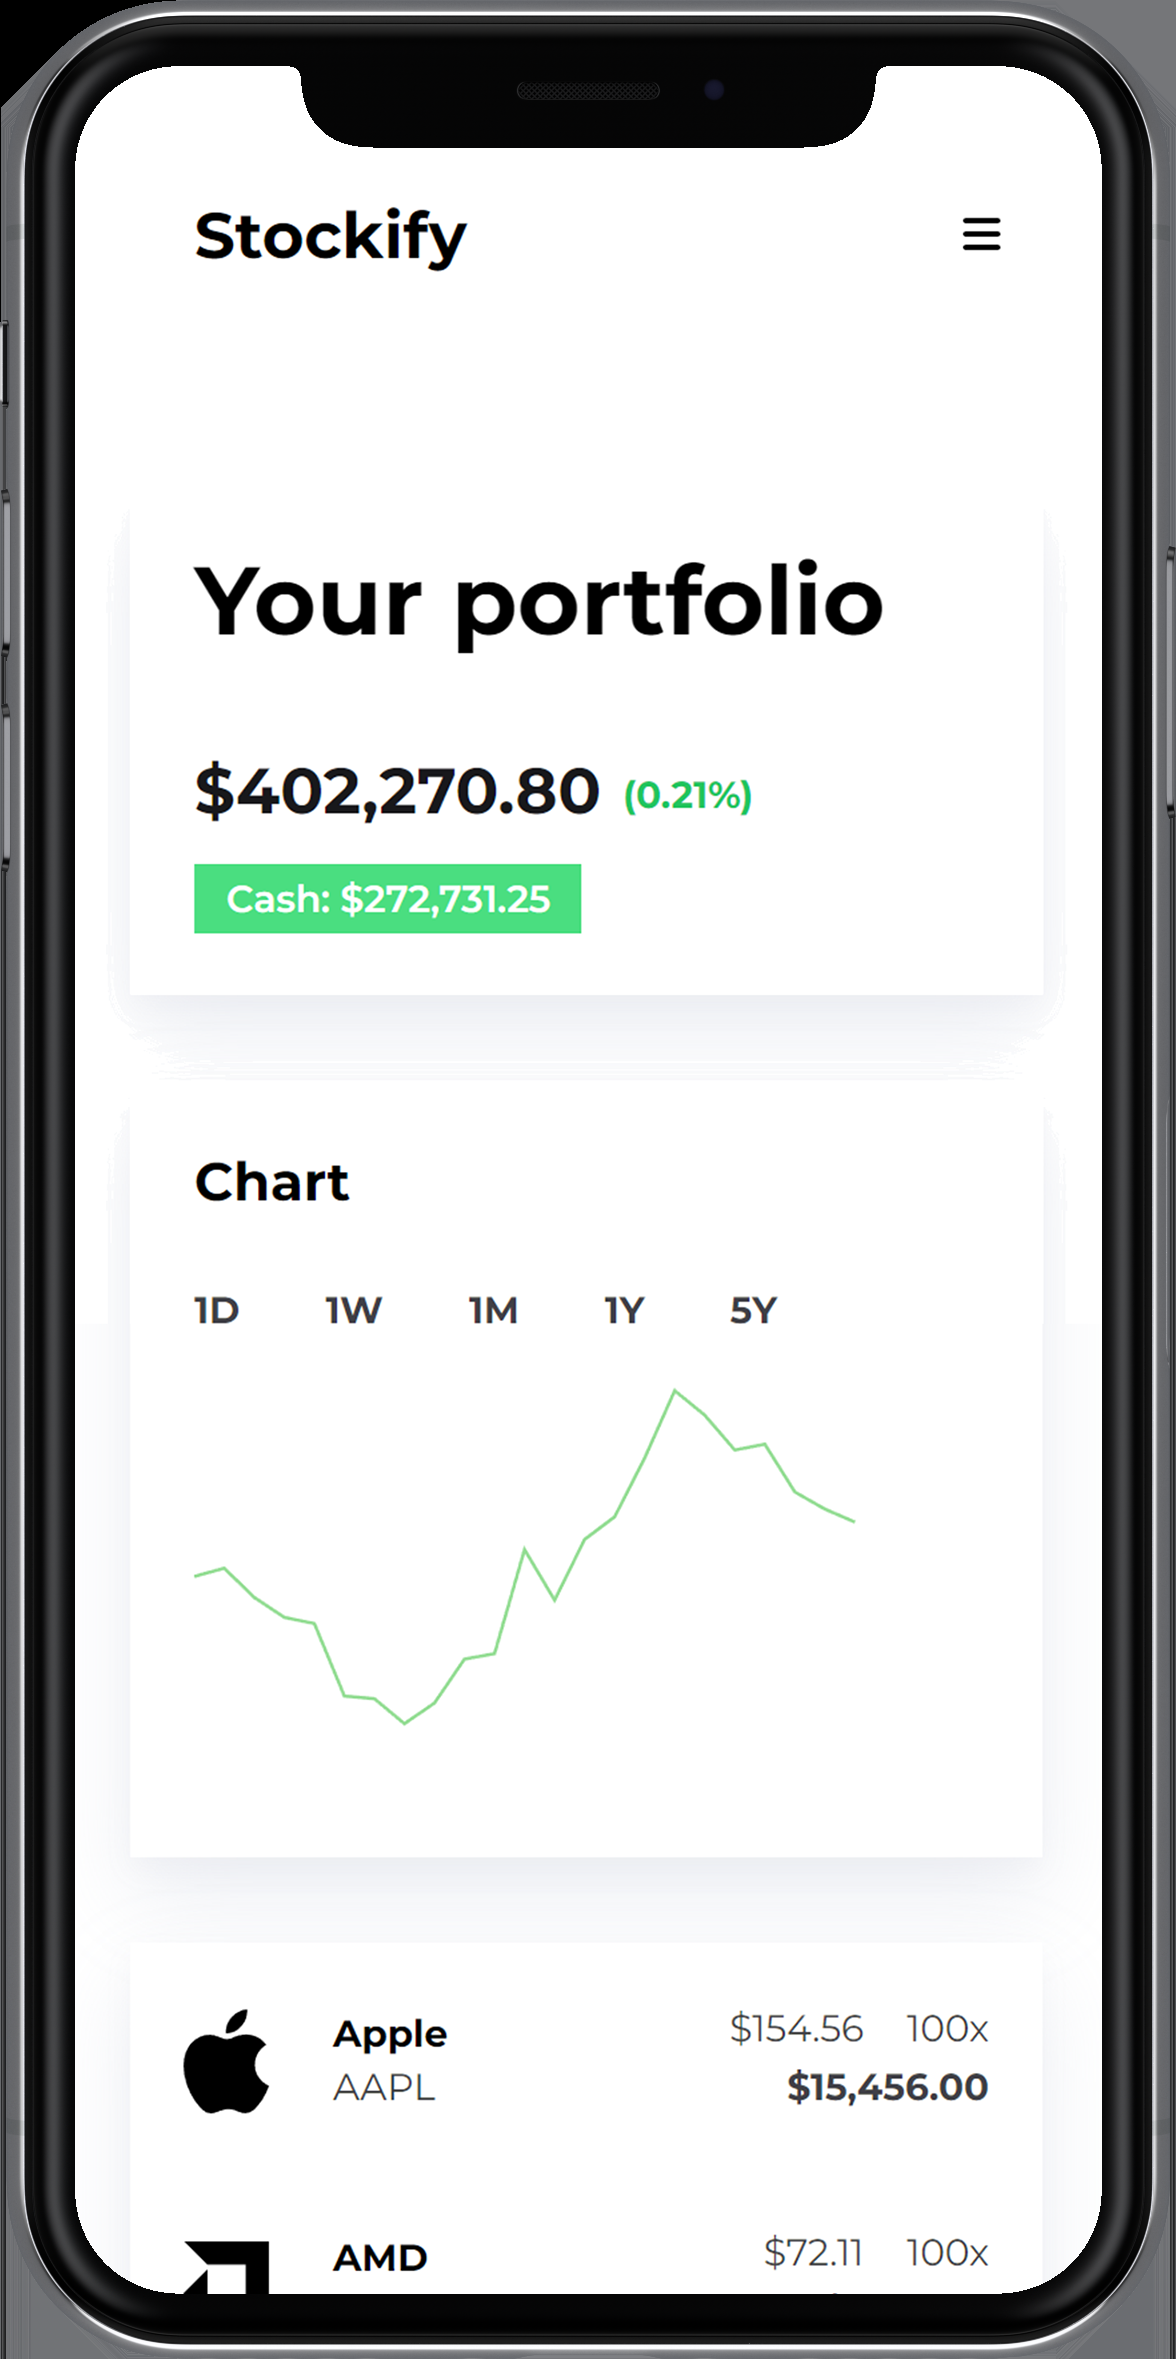 Stockify
Your portfolio
$402,270.80 (0.21%)
Cash: $272,731.25
Chart
1D 1W 1M 1Y 5Y
Apple $154.56 100x
AAPL $15,456.00
AMD $72.11 100x